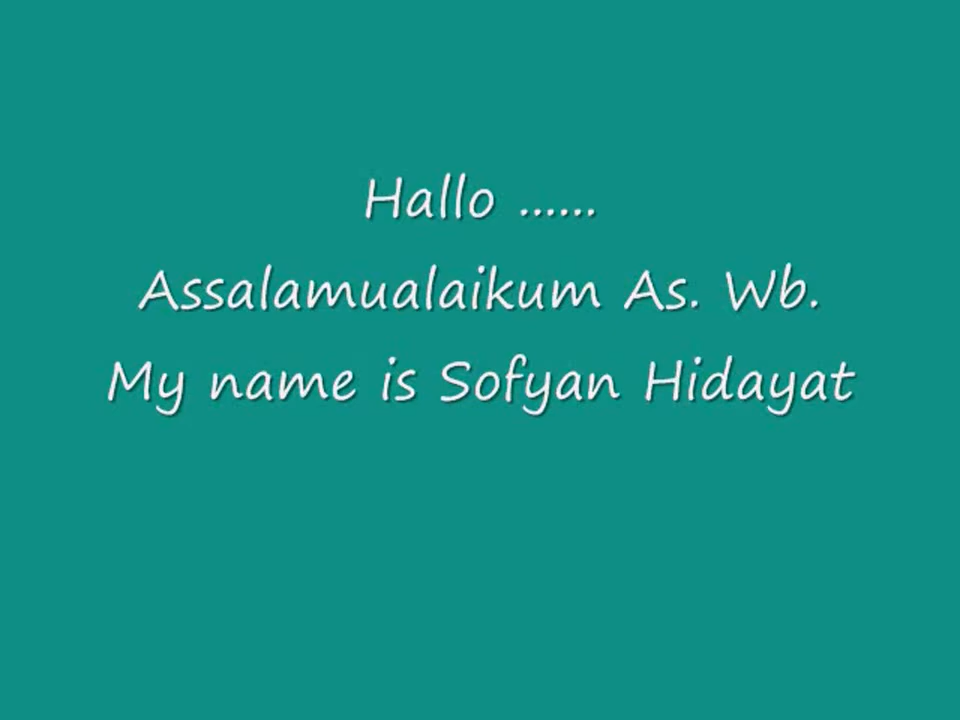 Hallo ......
Assalamualaikum As. Wb.
My name is Sofyan Hidayat